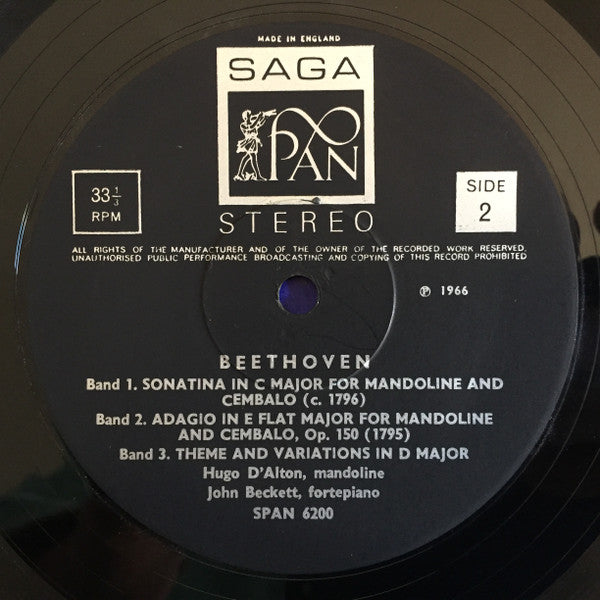 MADE IN ENGLAND
SAGA
PAN
33 1/3
RPM
SIDE
2
STEREO
ALL RIGHTS OF THE MANUFACTURER AND OF THE OWNER OF THE RECORDED WORK RESERVED.
UNAUTHORISED PUBLIC PERFORMANCE BROADCASTING AND COPYING OF THIS RECORD PROHIBITED
℗ 1966
BEETHOVEN
Band 1. SONATINA IN C MAJOR FOR MANDOLINE AND
CEMBALO (c. 1796)
Band 2. ADAGIO IN E FLAT MAJOR FOR MANDOLINE
AND CEMBALO, Op. 150 (1795)
Band 3. THEME AND VARIATIONS IN D MAJOR
Hugo D'Alton, mandoline
John Beckett, fortepiano
SPAN 6200